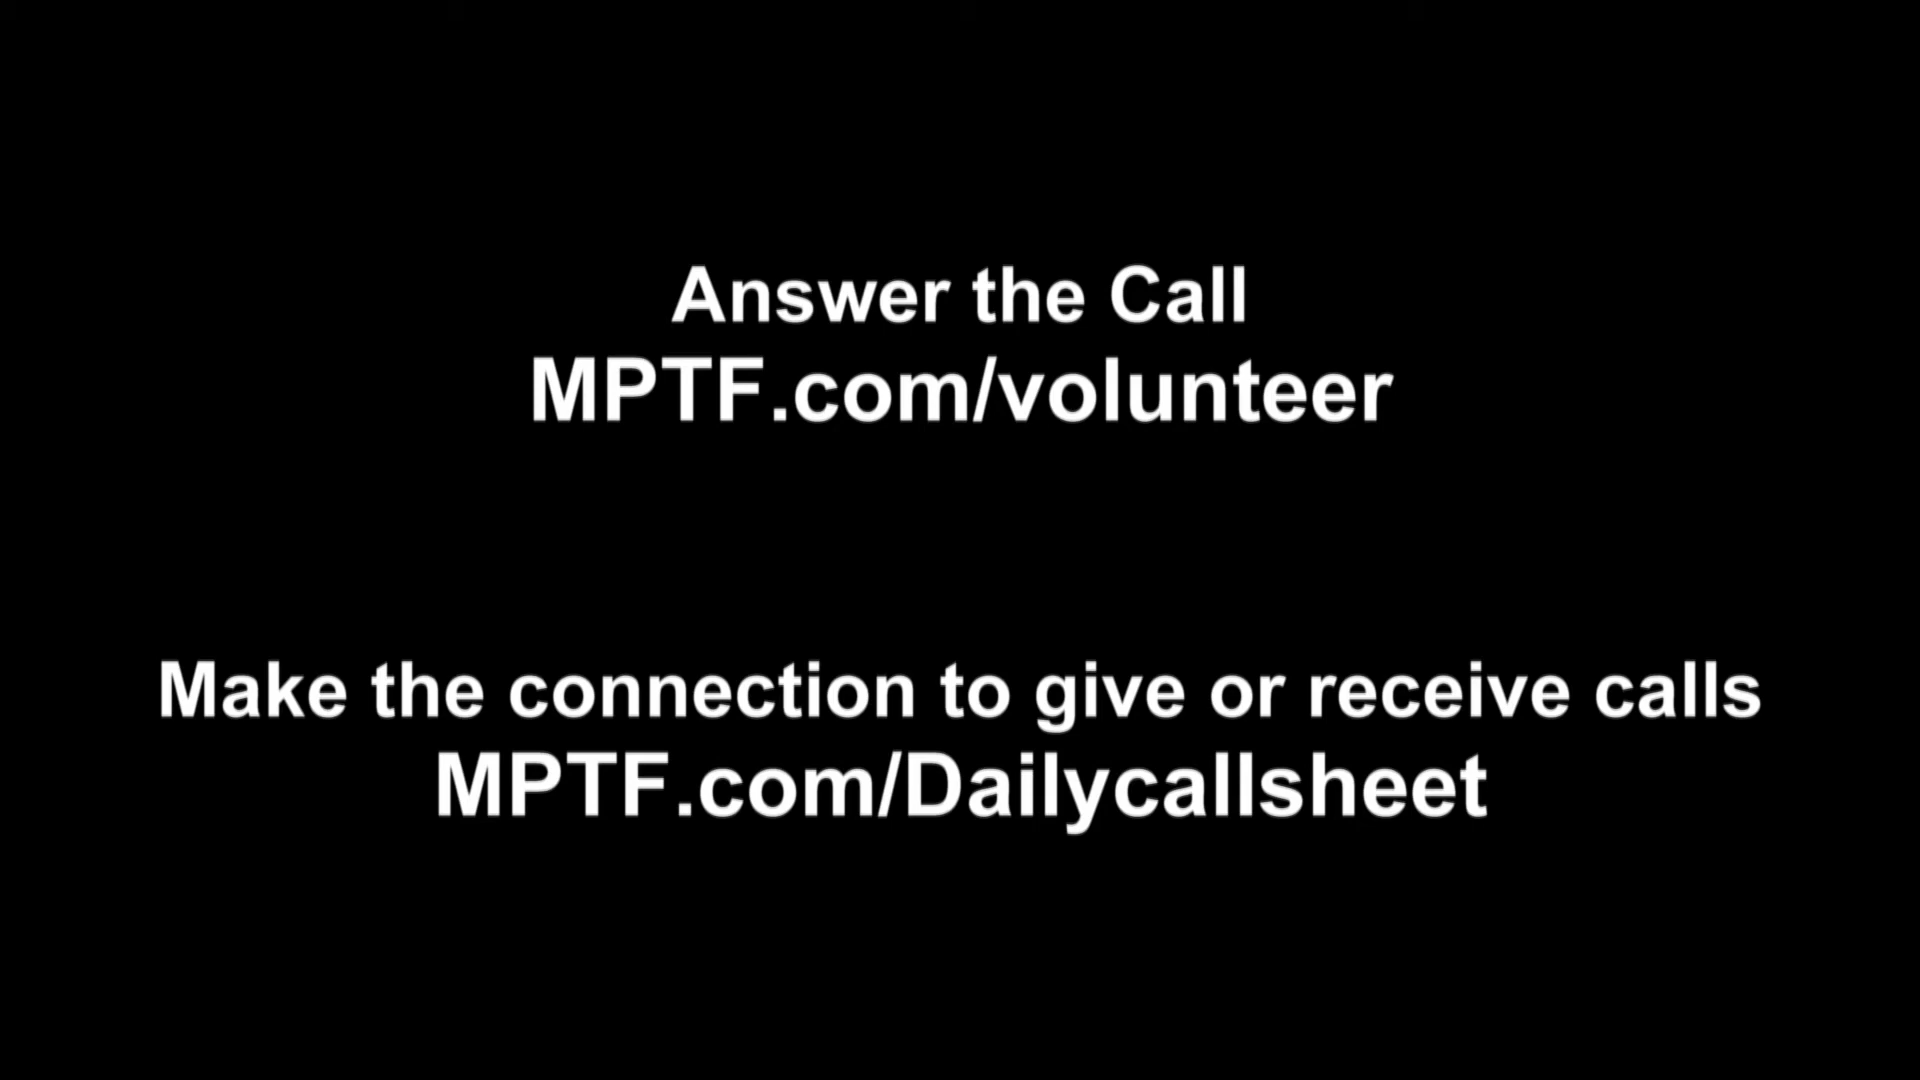 Answer the Call
MPTF.com/volunteer
Make the connection to give or receive calls
MPTF.com/Dailycallsheet